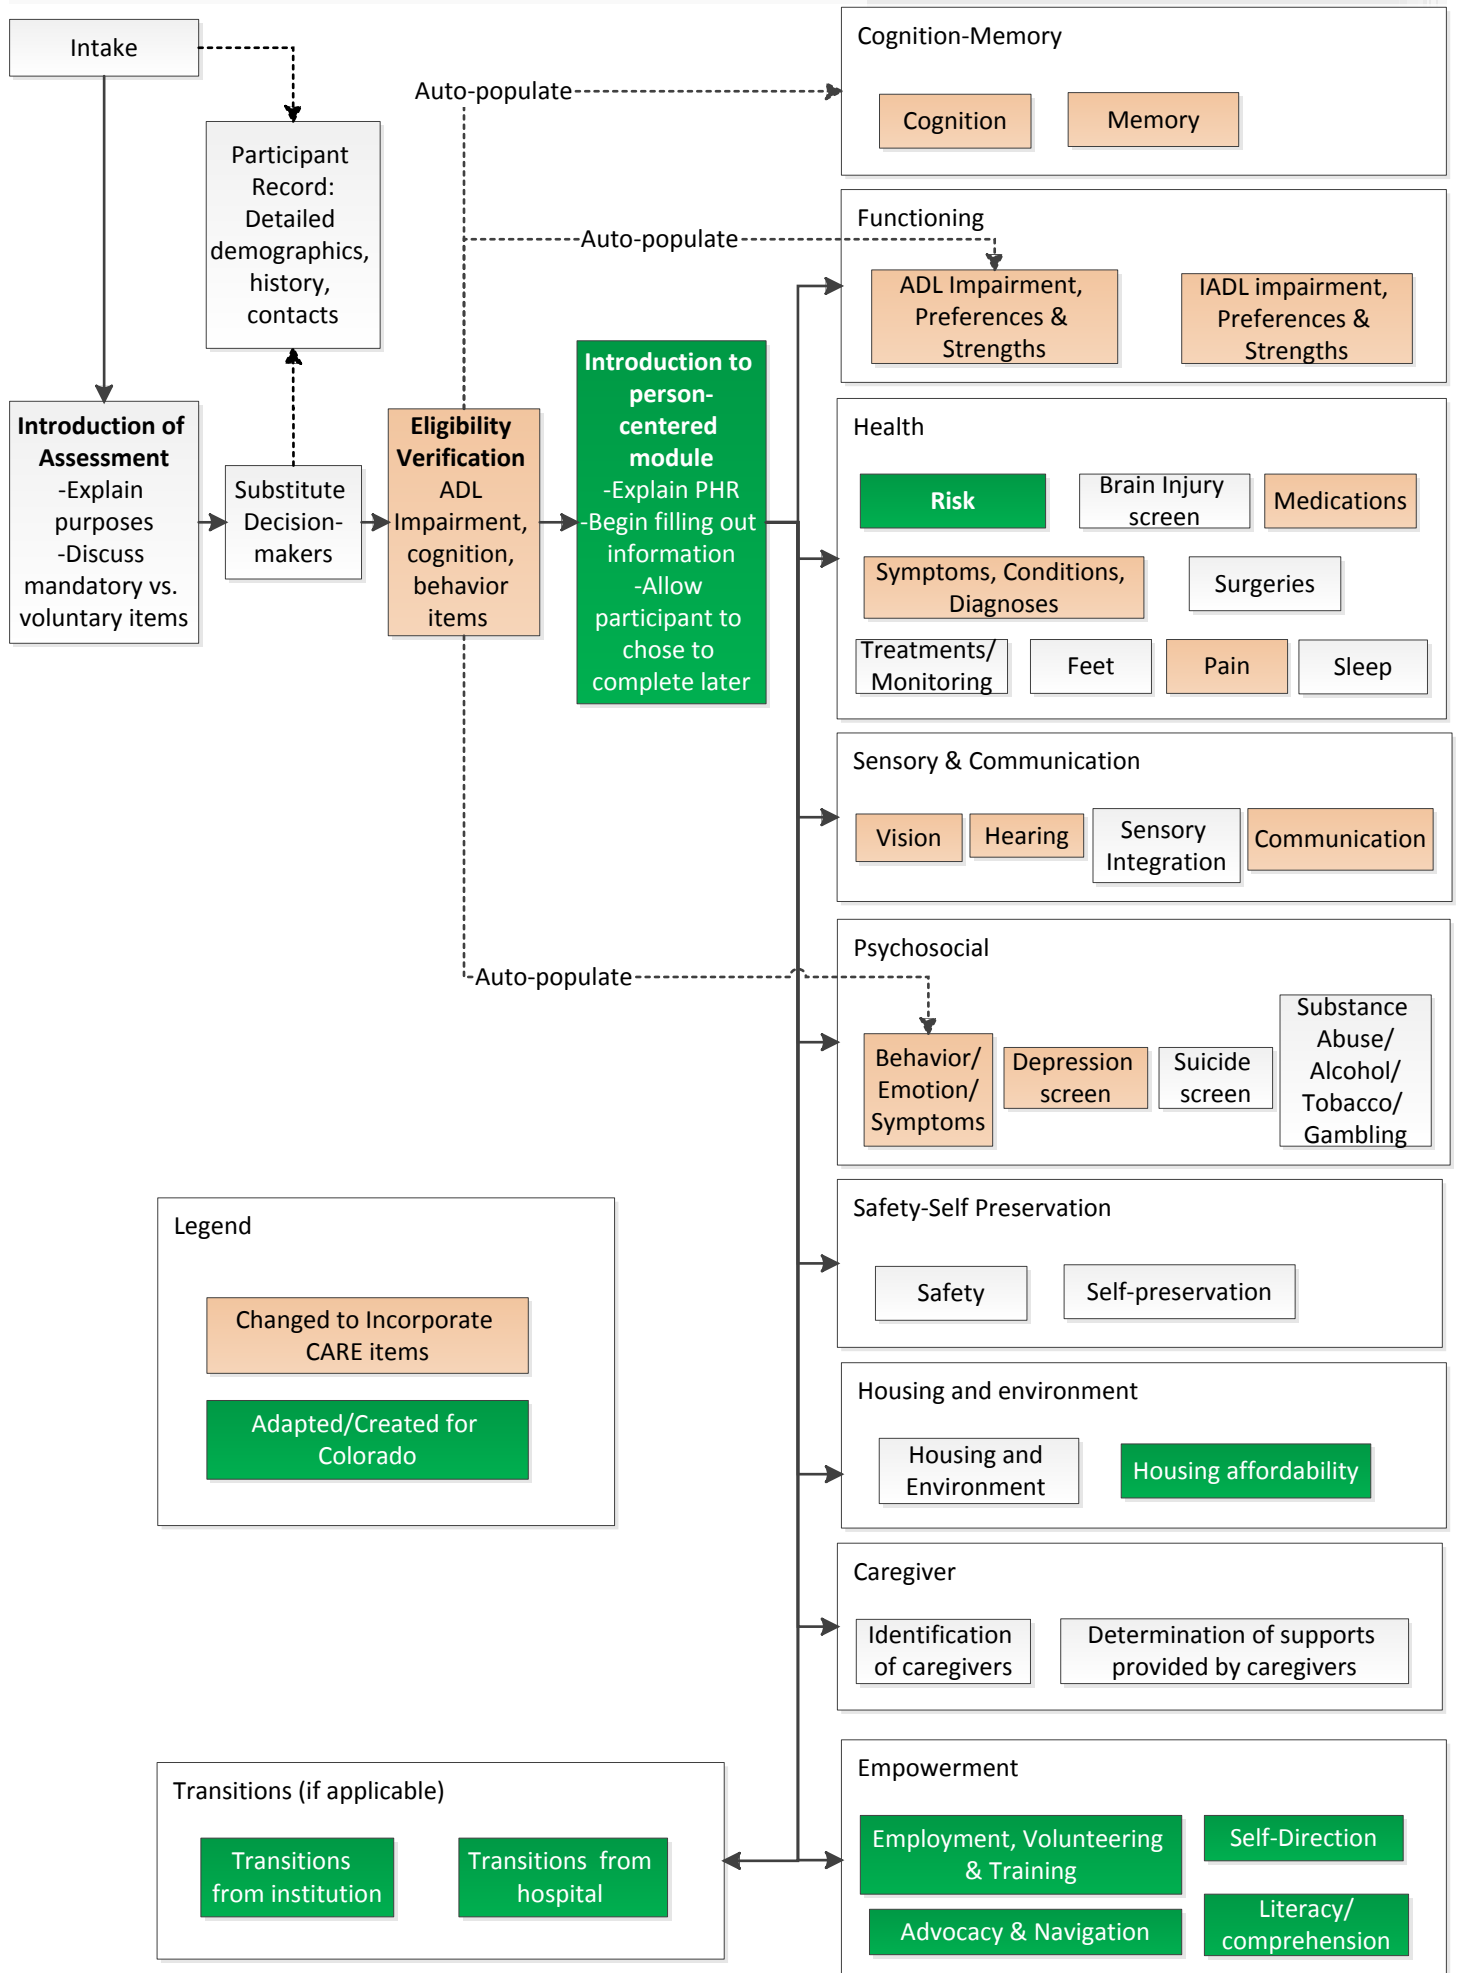 Intake
Participant
Record:
Detailed
demographics,
history,
contacts
Introduction of
Assessment
-Explain
purposes
-Discuss
mandatory vs.
voluntary items
Substitute
Decision-
makers
Eligibility
Verification
ADL
Impairment,
cognition,
behavior
items
Introduction to
person-
centered
module
-Explain PHR
-Begin filling out
information
-Allow
participant to
chose to
complete later
Auto-populate
Auto-populate
Auto-populate
Cognition-Memory
Cognition
Memory
Functioning
ADL Impairment,
Preferences &
Strengths
IADL impairment,
Preferences &
Strengths
Health
Risk
Brain Injury
screen
Medications
Symptoms, Conditions,
Diagnoses
Surgeries
Treatments/
Monitoring
Feet
Pain
Sleep
Sensory & Communication
Vision
Hearing
Sensory
Integration
Communication
Psychosocial
Behavior/
Emotion/
Symptoms
Depression
screen
Suicide
screen
Substance
Abuse/
Alcohol/
Tobacco/
Gambling
Safety-Self Preservation
Safety
Self-preservation
Housing and environment
Housing and
Environment
Housing affordability
Caregiver
Identification
of caregivers
Determination of supports
provided by caregivers
Empowerment
Employment, Volunteering
& Training
Self-Direction
Advocacy & Navigation
Literacy/
comprehension
Legend
Changed to Incorporate
CARE items
Adapted/Created for
Colorado
Transitions (if applicable)
Transitions
from institution
Transitions from
hospital